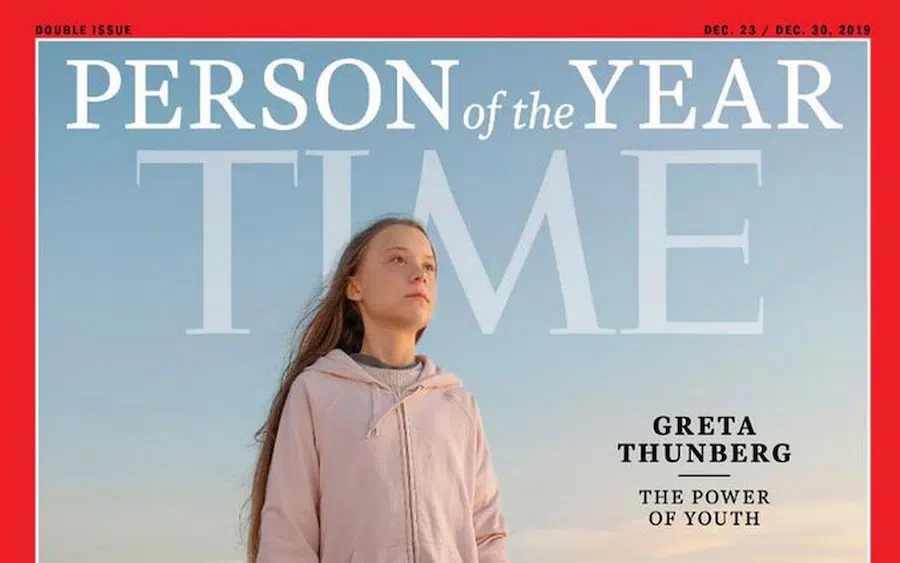 DOUBLE ISSUE
DEC. 23 / DEC. 30, 2019
PERSON of the YEAR
TIME
GRETA
THUNBERG
THE POWER
OF YOUTH